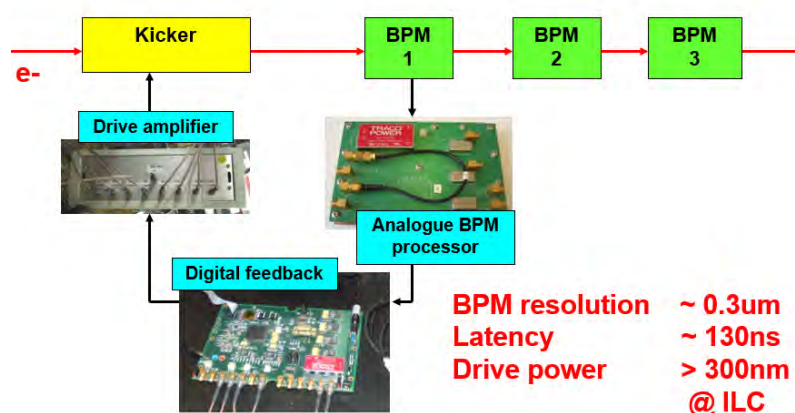 Kicker
BPM
1
BPM
2
BPM
3
e-
Drive amplifier
TRACO
POWER
Analogue BPM
processor
Digital feedback
BPM resolution ~ 0.3um
Latency ~ 130ns
Drive power > 300nm
@ ILC